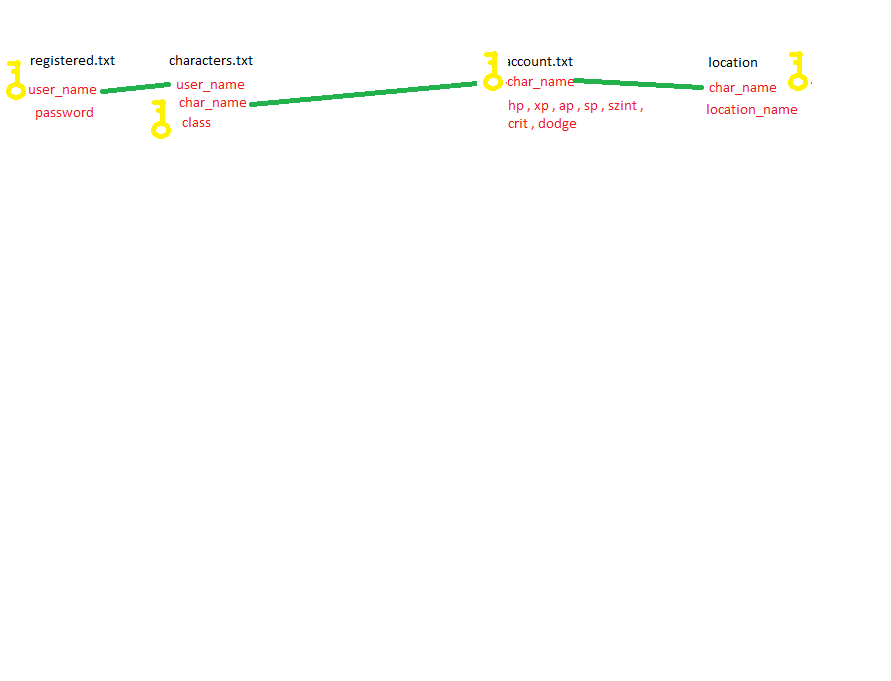 registered.txt
user_name
password
characters.txt
user_name
char_name
class
account.txt
char_name
hp , xp , ap , sp , szint ,
crit , dodge
location
char_name
location_name